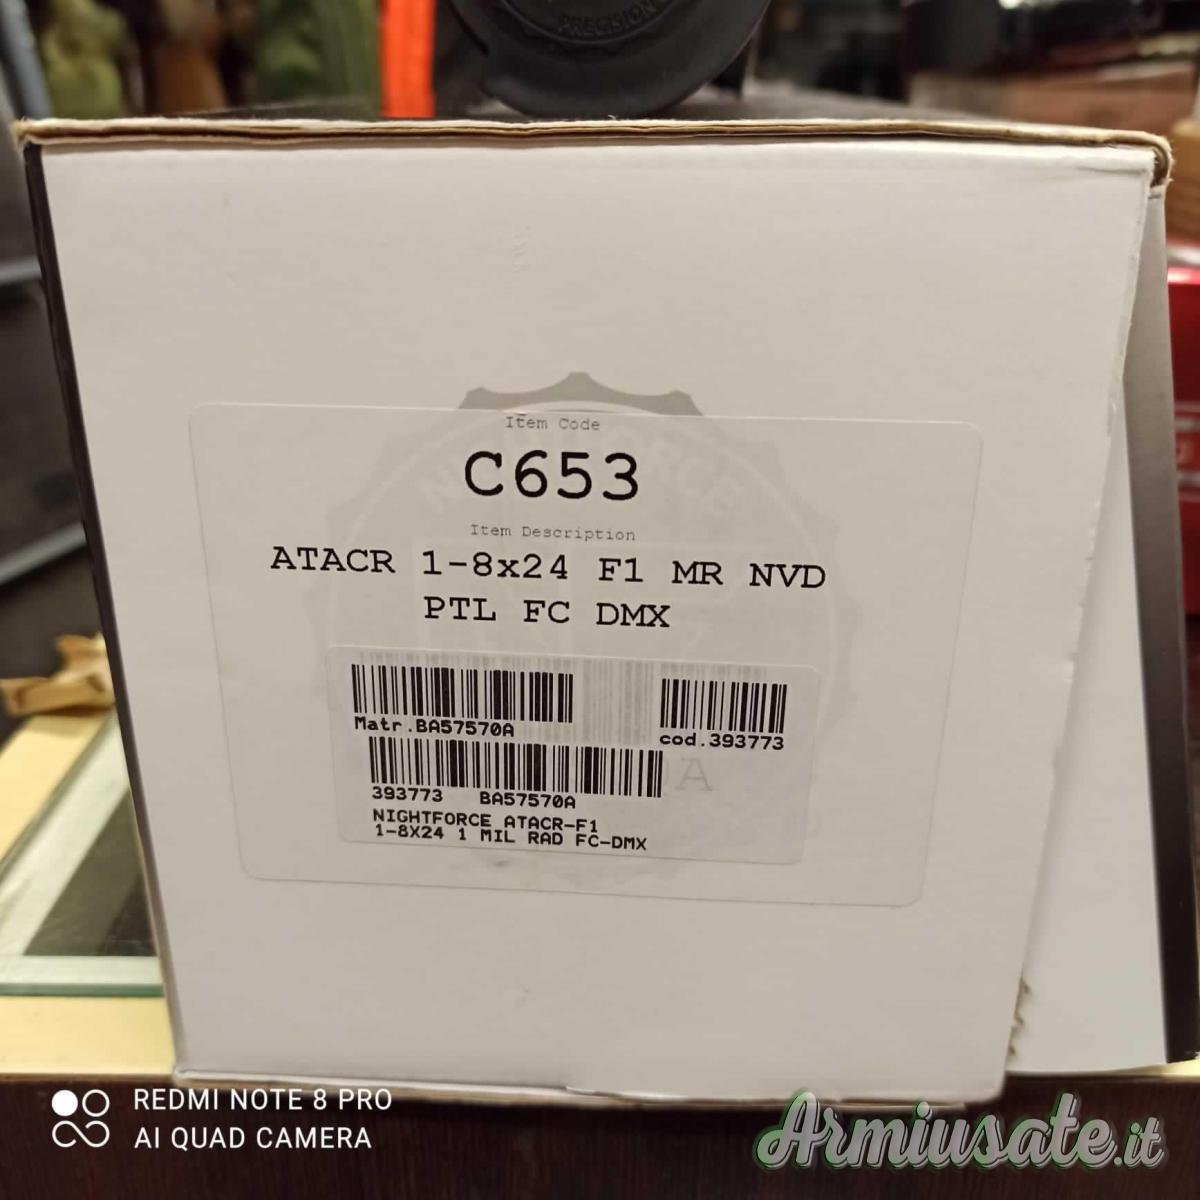 PRECISION
Item Code
C653
Item Description
ATACR 1-8x24 F1 MR NVD
PTL FC DMX
Matr.BA57570A
cod.393773
393773 BA57570A
NIGHTFORCE ATACR-F1
1-8X24 1 MIL RAD FC-DMX
REDMI NOTE 8 PRO
AI QUAD CAMERA
Armiusate.it